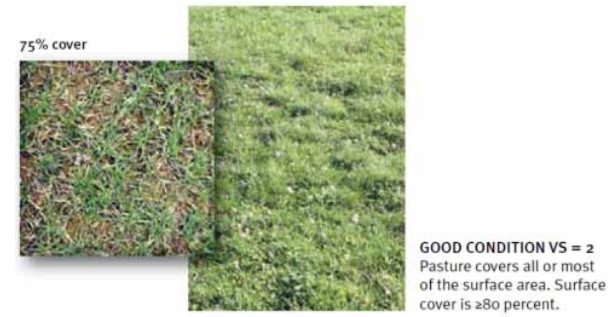 75% cover
GOOD CONDITION VS = 2
Pasture covers all or most
of the surface area. Surface
cover is ≥80 percent.